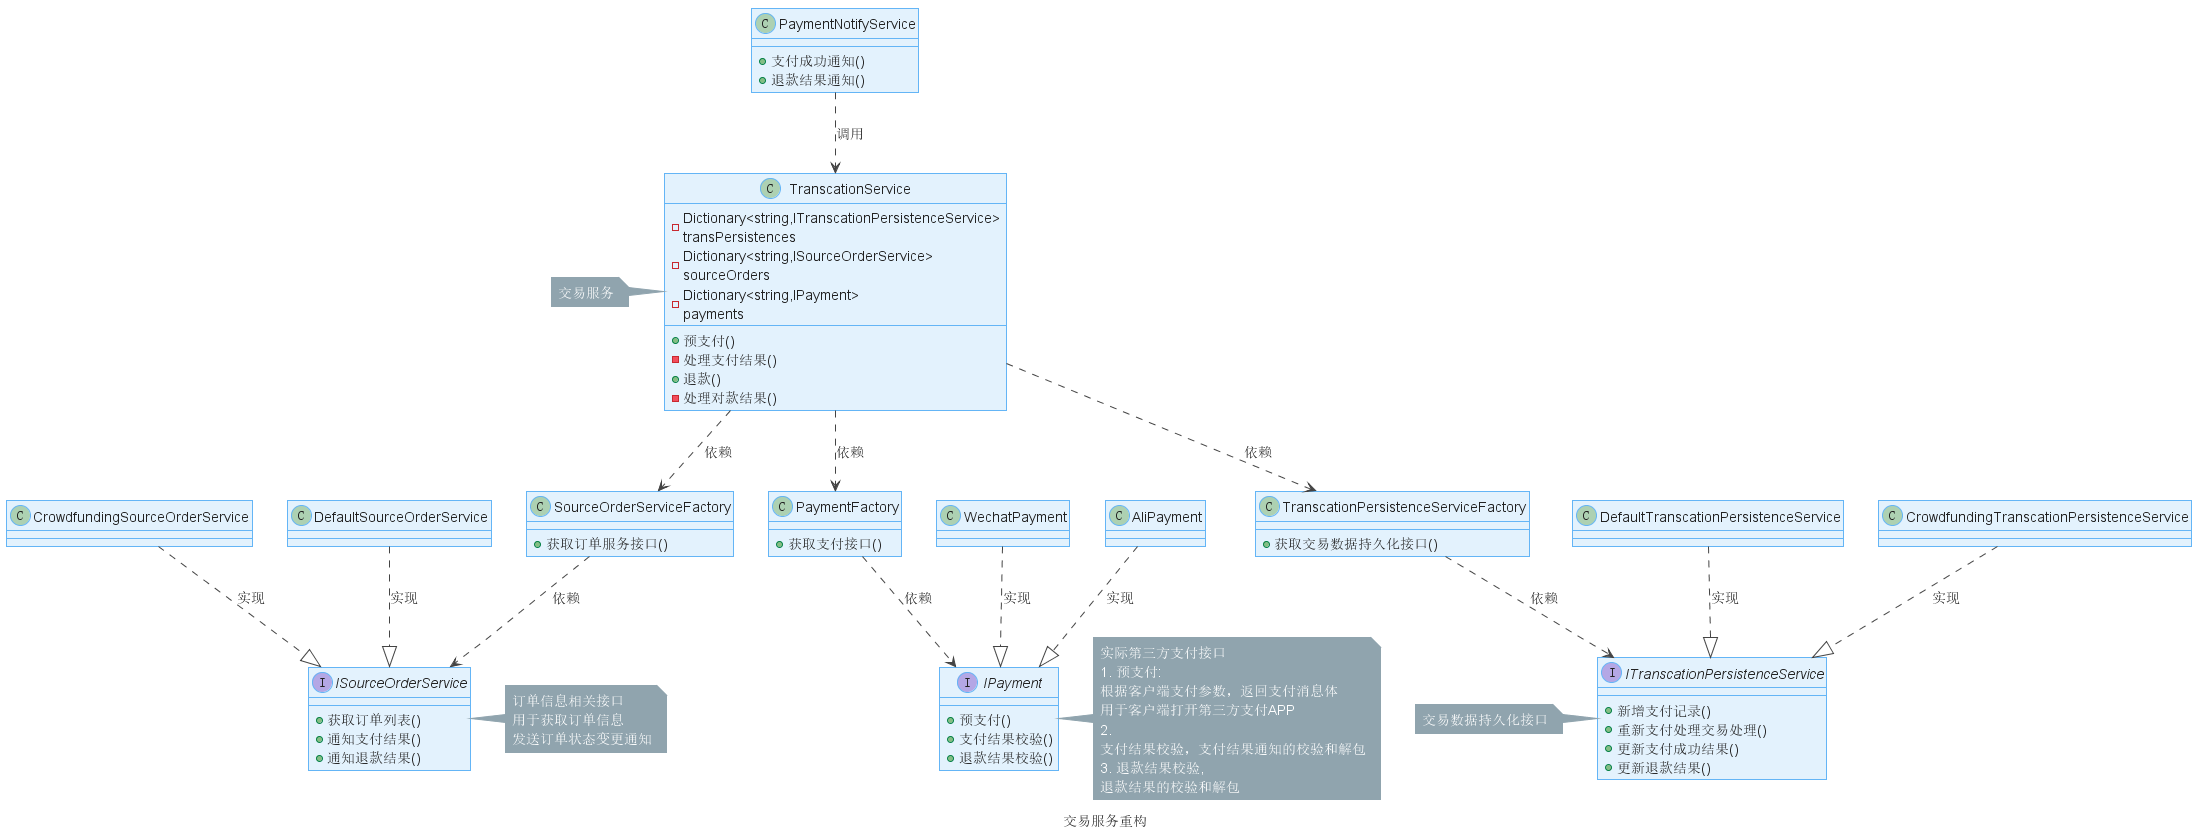 C PaymentNotifyService
支付成功通知()
退款结果通知()
调用
C TranscationService
Dictionary<string,ITranscationPersistenceService>
transPersistences
Dictionary<string,ISourceOrderService>
sourceOrders
Dictionary<string,IPayment>
payments
交易服务
预支付()
处理支付结果()
退款()
处理对款结果()
依赖
依赖
依赖
C CrowdfundingSourceOrderService
C DefaultSourceOrderService
C SourceOrderServiceFactory
获取订单服务接口()
C PaymentFactory
获取支付接口()
C WechatPayment
C AliPayment
C TranscationPersistenceServiceFactory
获取交易数据持久化接口()
C DefaultTranscationPersistenceService
C CrowdfundingTranscationPersistenceService
实现
实现
依赖
依赖
实现
实现
依赖
实现
实现
I ISourceOrderService
获取订单列表()
通知支付结果()
通知退款结果()
订单信息相关接口
用于获取订单信息
发送订单状态变更通知
I IPayment
预支付()
支付结果校验()
退款结果校验()
实际第三方支付接口
1. 预支付:
根据客户端支付参数，返回支付消息体
用于客户端打开第三方支付APP
2.
支付结果校验，支付结果通知的校验和解包
3. 退款结果校验,
退款结果的校验和解包
交易数据持久化接口
I ITranscationPersistenceService
新增支付记录()
重新支付处理交易处理()
更新支付成功结果()
更新退款结果()
交易服务重构